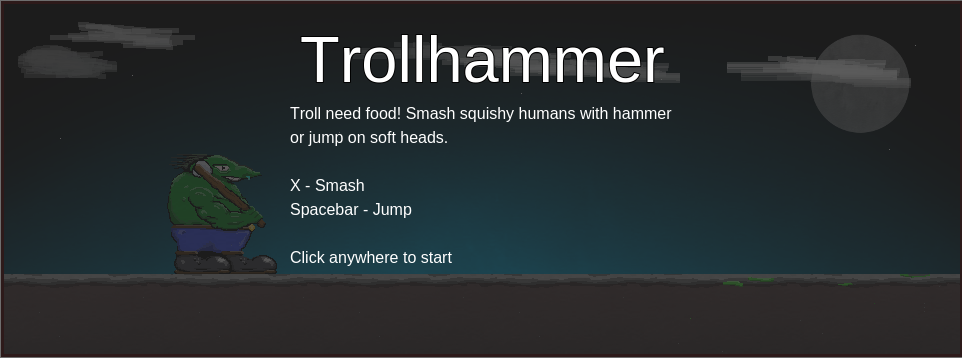 Trollhammer
Troll need food! Smash squishy humans with hammer
or jump on soft heads.
X - Smash
Spacebar - Jump
Click anywhere to start